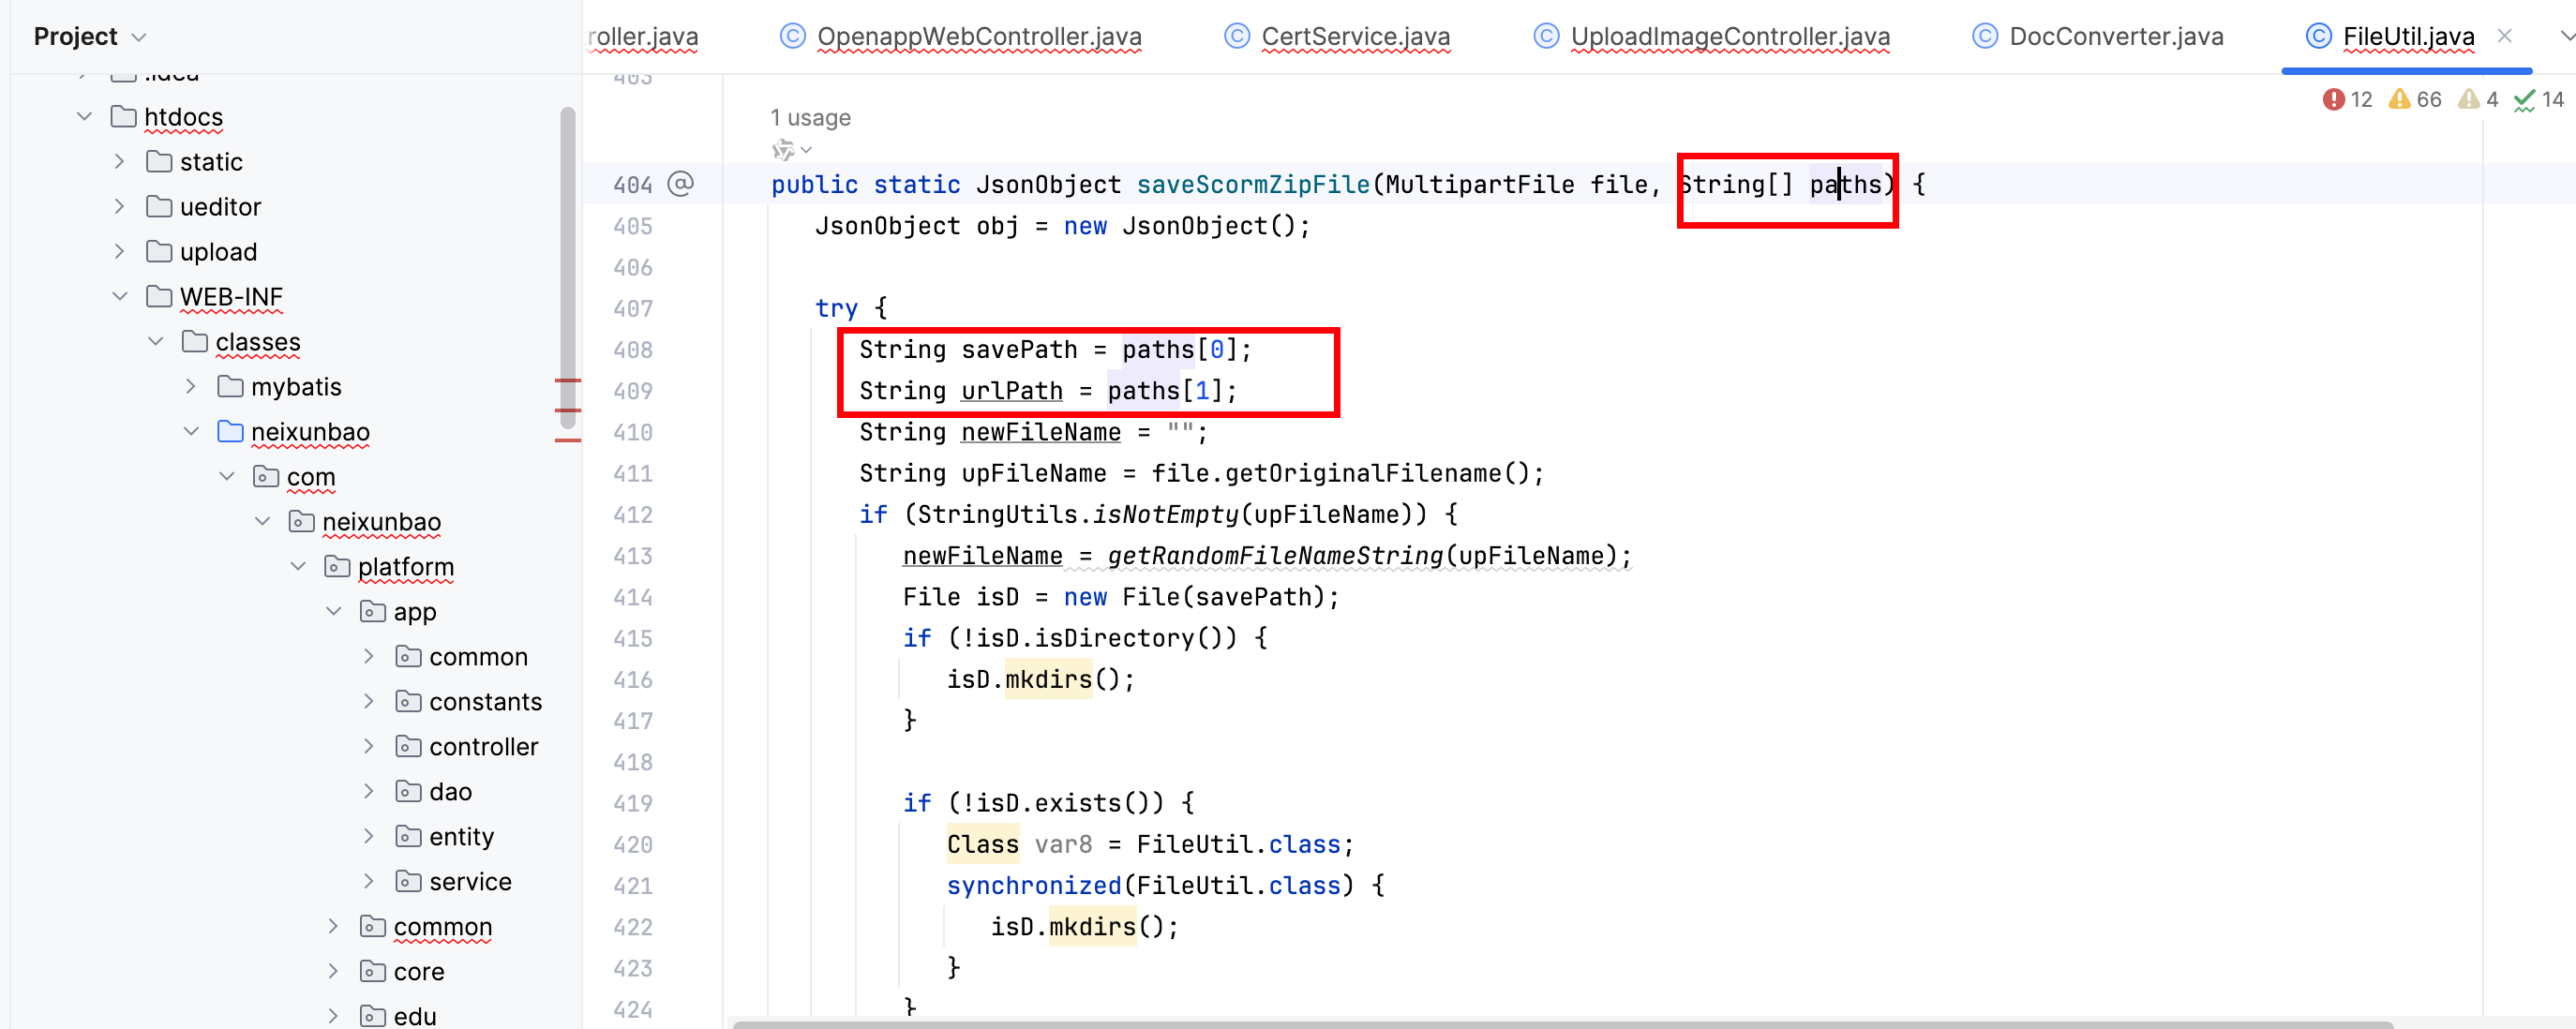 Project
roller.java
OpenappWebController.java
CertService.java
UploadImageController.java
DocConverter.java
FileUtil.java
.idea
htdocs
static
ueditor
upload
WEB-INF
classes
mybatis
neixunbao
com
neixunbao
platform
app
common
constants
controller
dao
entity
service
common
core
edu
12 66 4 14
403
1 usage
404 @ public static JsonObject saveScormZipFile(MultipartFile file, String[] paths) {
405 JsonObject obj = new JsonObject();
406
407 try {
408 String savePath = paths[0];
409 String urlPath = paths[1];
410 String newFileName = "";
411 String upFileName = file.getOriginalFilename();
412 if (StringUtils.isNotEmpty(upFileName)) {
413 newFileName = getRandomFileNameString(upFileName);
414 File isD = new File(savePath);
415 if (!isD.isDirectory()) {
416 isD.mkdirs();
417 }
418
419 if (!isD.exists()) {
420 Class var8 = FileUtil.class;
421 synchronized(FileUtil.class) {
422 isD.mkdirs();
423 }
424 }